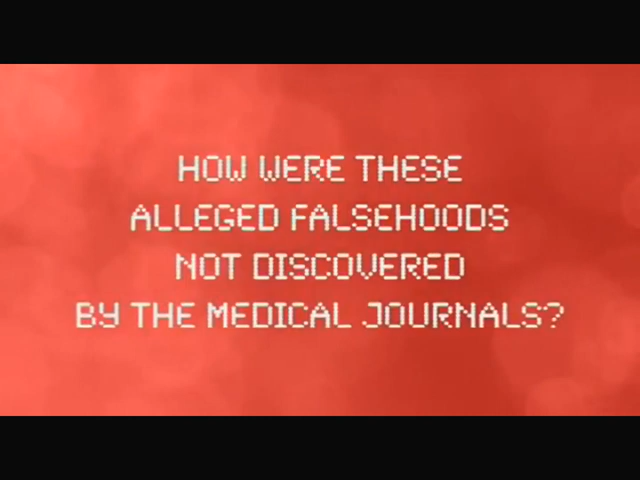 HOW WERE THESE
ALLEGED FALSEHOODS
NOT DISCOVERED
BY THE MEDICAL JOURNALS?